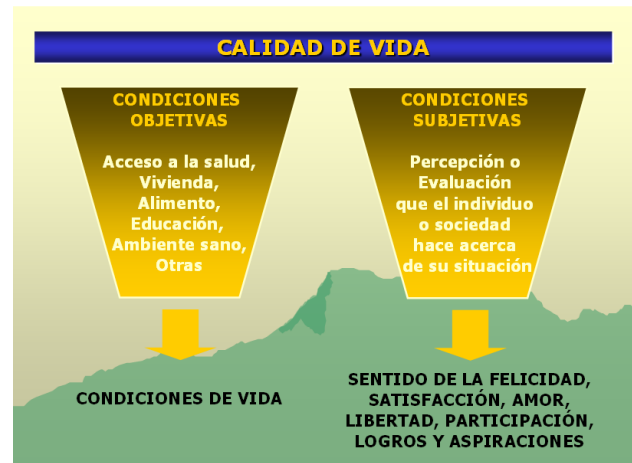 CALIDAD DE VIDA
CONDICIONES
OBJETIVAS
Acceso a la salud,
Vivienda,
Alimento,
Educación,
Ambiente sano,
Otras
CONDICIONES DE VIDA
CONDICIONES
SUBJETIVAS
Percepción o
Evaluación
que el individuo
o sociedad
hace acerca
de su situación
SENTIDO DE LA FELICIDAD,
SATISFACCIÓN, AMOR,
LIBERTAD, PARTICIPACIÓN,
LOGROS Y ASPIRACIONES